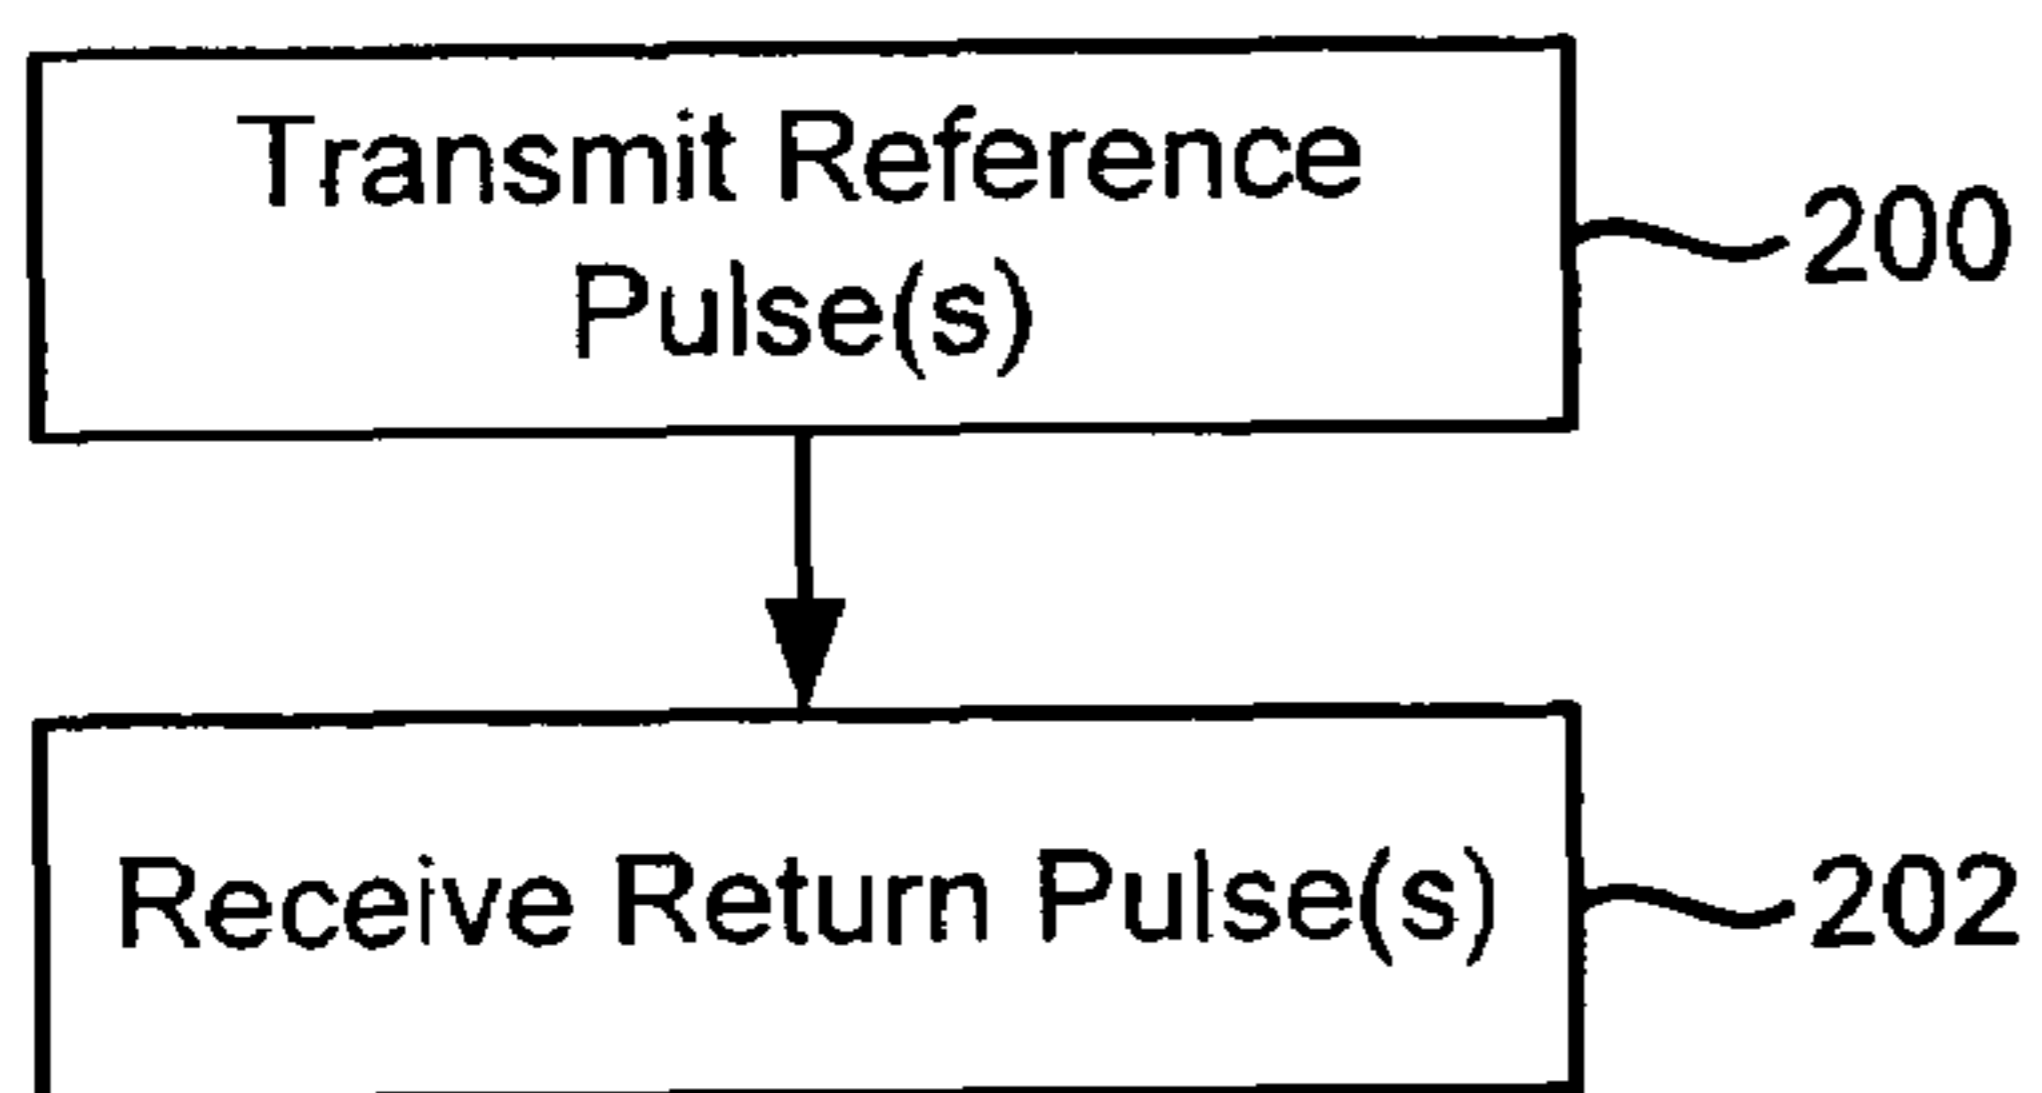 Transmit Reference
Pulse(s)
200
Receive Return Pulse(s)
202